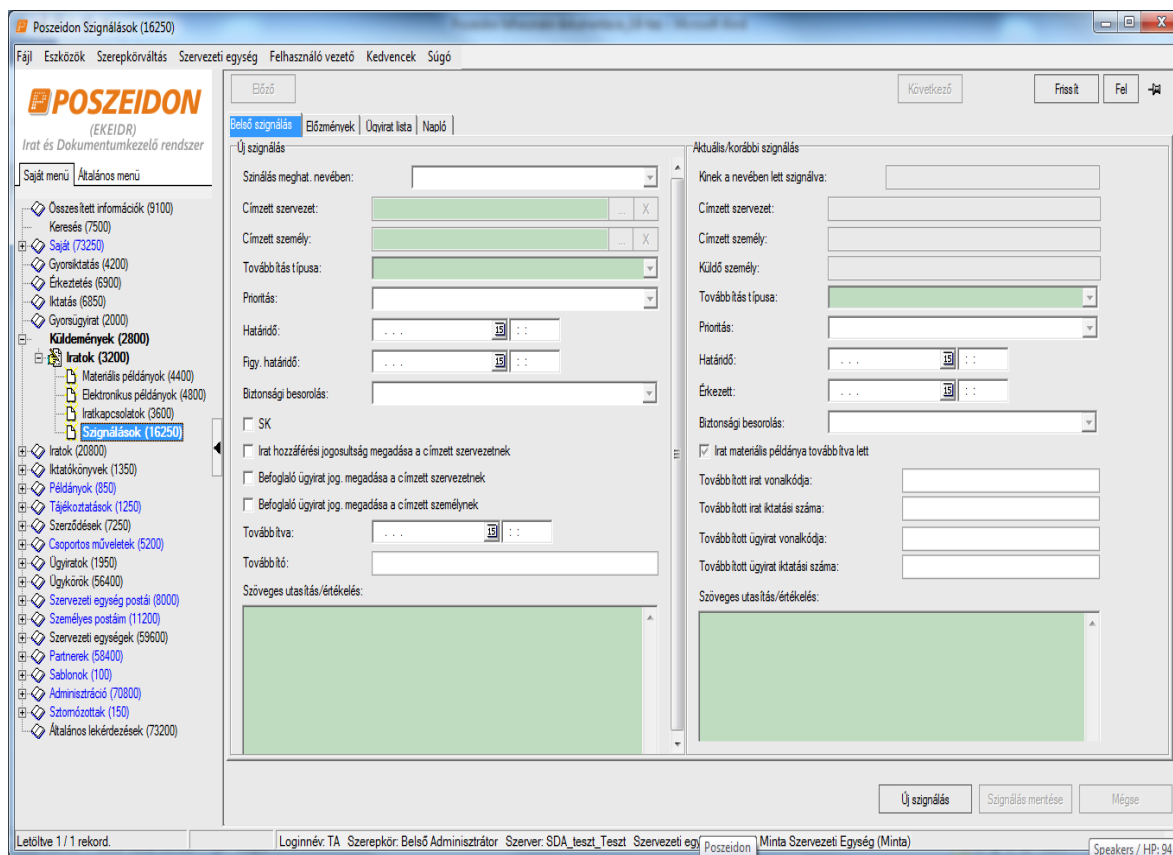 Poszeidon Szignálások (16250)
Fájl Eszközök Szerepkörváltás Szervezeti egység Felhasználó vezető Kedvencek Súgó
POSZEIDON
(EKEIDR)
Irat és Dokumentumkezelő rendszer
Saját menü Általános menü
Összesített információk (9100)
Keresés (7500)
Saját (73250)
Gyorsiktatás (4200)
Érkeztetés (6900)
Iktatás (6850)
Gyorsügyirat (2000)
Küldemények (2800)
Iratok (3200)
Materiális példányok (4400)
Elektronikus példányok (4800)
Iratkapcsolatok (3600)
Szignálások (16250)
Iratok (20800)
Iktatókönyvek (1350)
Példányok (850)
Tájékoztatások (1250)
Szerződések (7250)
Csoportos műveletek (5200)
Ügyiratok (1950)
Ügykörök (56400)
Szervezeti egység postái (8000)
Személyes postáim (11200)
Szervezeti egységek (59600)
Partnerek (58400)
Sablonok (100)
Adminisztráció (70800)
Sztornózottak (150)
Általános lekérdezések (73200)
Előző Következő Frissít Fel
Belső szignálás Előzmények Ügyirat lista Napló
Új szignálás
Szinálás meghat. nevében:
Címzett szervezet: ... X
Címzett személy: ... X
Továbbítás típusa:
Prioritás:
Határidő: . . . 15 : :
Figy. határidő: . . . 15 : :
Biztonsági besorolás:
SK
Irat hozzáférési jogosultság megadása a címzett szervezetnek
Befoglaló ügyirat jog. megadása a címzett szervezetnek
Befoglaló ügyirat jog. megadása a címzett személynek
Továbbítva: . . . 15 : :
Továbbító:
Szöveges utasítás/értékelés:
Aktuális/korábbi szignálás
Kinek a nevében lett szignálva:
Címzett szervezet:
Címzett személy:
Küldő személy:
Továbbítás típusa:
Prioritás:
Határidő: . . . 15 : :
Érkezett: . . . 15 : :
Biztonsági besorolás:
Irat materiális példánya továbbítva lett
Továbbított irat vonalkódja:
Továbbított irat iktatási száma:
Továbbított ügyirat vonalkódja:
Továbbított ügyirat iktatási száma:
Szöveges utasítás/értékelés:
Új szignálás Szignálás mentése Mégse
Letöltve 1 / 1 rekord. Loginnév: TA Szerepkör: Belső Adminisztrátor Szerver: SDA_teszt_Teszt Szervezeti egy Minta Szervezeti Egység (Minta)
Poszeidon
Speakers / HP: 94